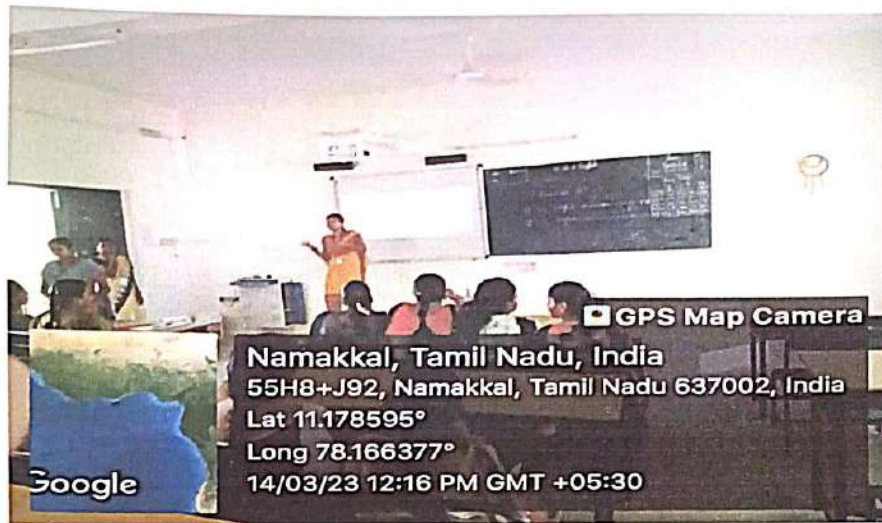 GPS Map Camera
Namakkal, Tamil Nadu, India
55H8+J92, Namakkal, Tamil Nadu 637002, India
Lat 11.178595°
Long 78.166377°
14/03/23 12:16 PM GMT +05:30
Google